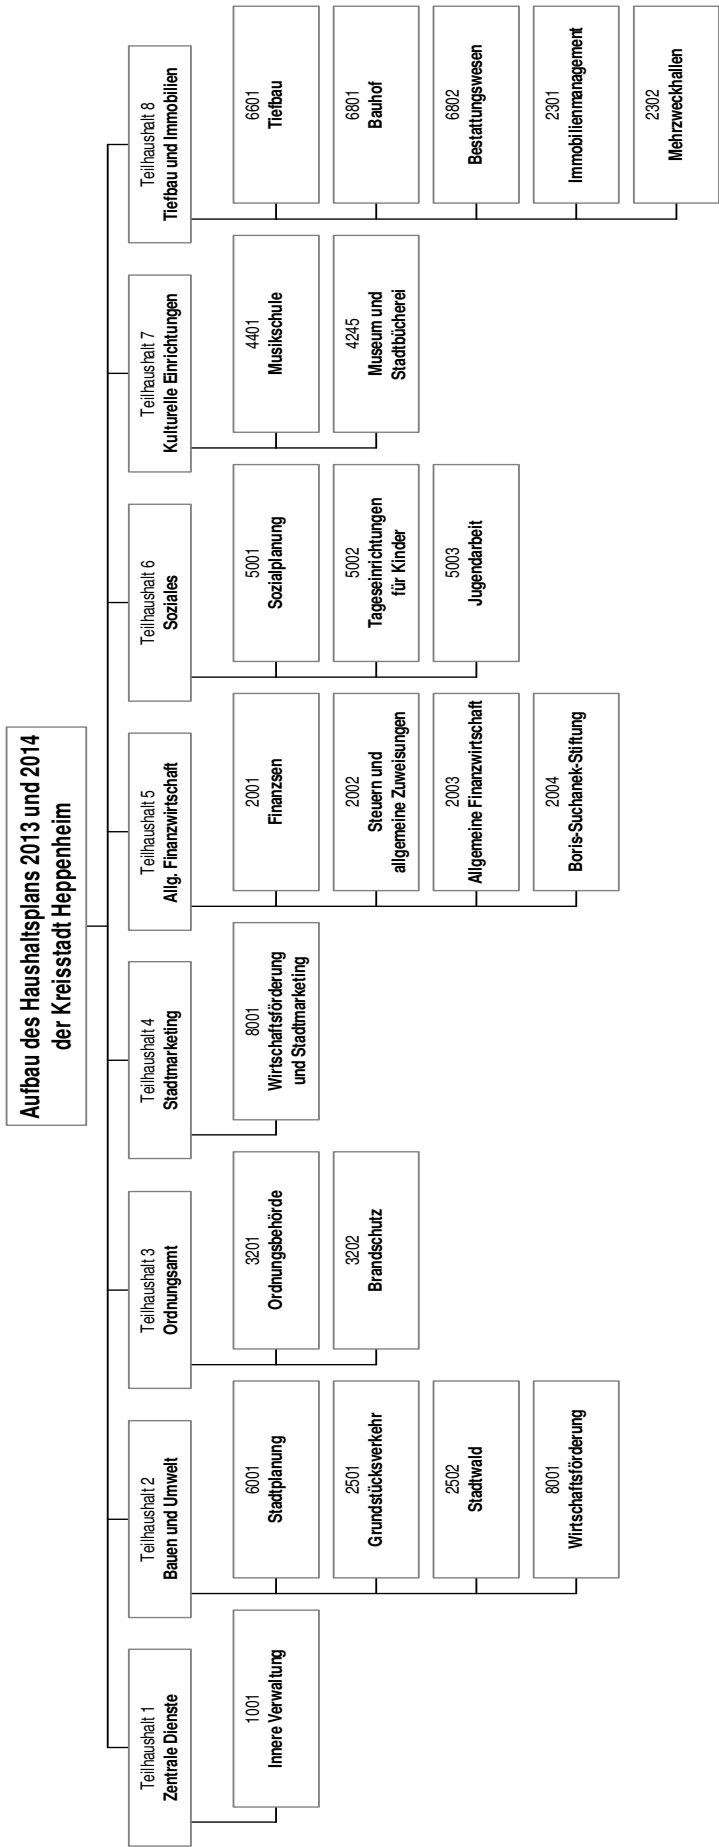 Aufbau des Haushaltsplans 2013 und 2014
der Kreisstadt Heppenheim
Teilhaushalt 1
Zentrale Dienste
1001
Innere Verwaltung
Teilhaushalt 2
Bauen und Umwelt
6001
Stadtplanung
2501
Grundstücksverkehr
2502
Stadtwald
8001
Wirtschaftsförderung
Teilhaushalt 3
Ordnungsamt
3201
Ordnungsbehörde
3202
Brandschutz
Teilhaushalt 4
Stadtmarketing
8001
Wirtschaftsförderung
und Stadtmarketing
Teilhaushalt 5
Allg. Finanzwirtschaft
2001
Finanzsen
2002
Steuern und
allgemeine Zuweisungen
2003
Allgemeine Finanzwirtschaft
2004
Boris-Suchanek-Stiftung
Teilhaushalt 6
Soziales
5001
Sozialplanung
5002
Tageseinrichtungen
für Kinder
5003
Jugendarbeit
Teilhaushalt 7
Kulturelle Einrichtungen
4401
Musikschule
4245
Museum und
Stadtbücherei
Teilhaushalt 8
Tiefbau und Immobilien
6601
Tiefbau
6801
Bauhof
6802
Bestattungswesen
2301
Immobilienmanagement
2302
Mehrzweckhallen